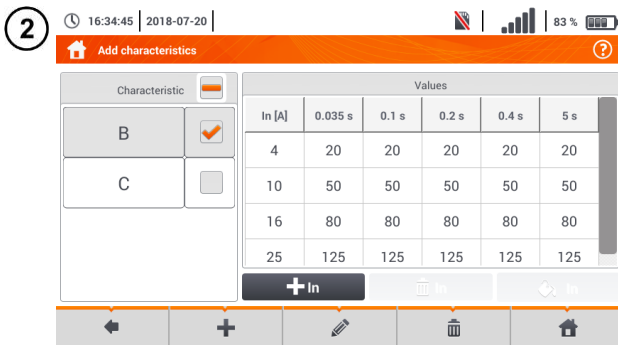 2
16:34:45 2018-07-20 83 %
Add characteristics ?
Characteristic Values
In [A] 0.035 s 0.1 s 0.2 s 0.4 s 5 s
B
4 20 20 20 20 20
C
10 50 50 50 50 50
16 80 80 80 80 80
25 125 125 125 125 125
+ In In In